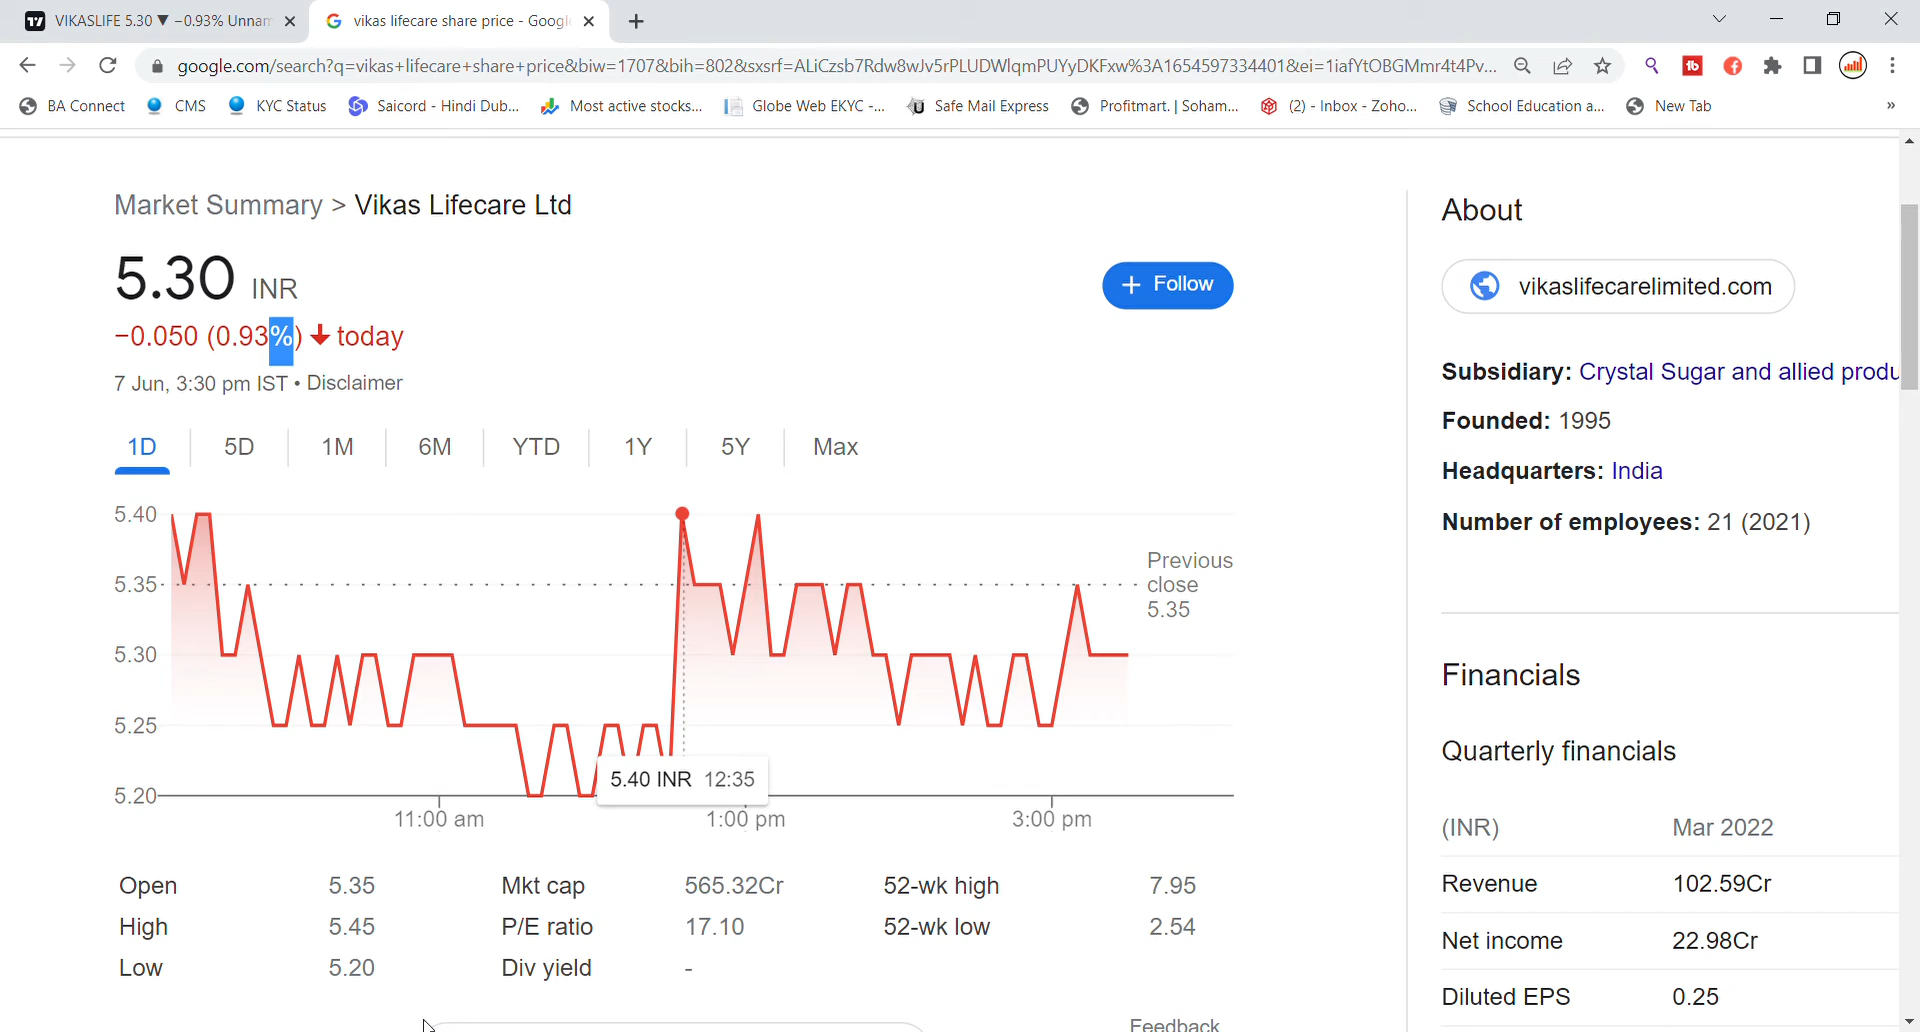 VIKASLIFE 5.30 ▼ −0.93% Unnam
vikas lifecare share price - Google
google.com/search?q=vikas+lifecare+share+price&biw=1707&bih=802&sxsrf=ALiCzsb7Rdw8wJv5rPLUDWlqmPUYyDKFxw%3A1654597334401&ei=1iafYtOBGMmr4t4Pv...
BA Connect CMS KYC Status Saicord - Hindi Dub... Most active stocks... Globe Web EKYC -... Safe Mail Express Profitmart. | Soham... (2) - Inbox - Zoho... School Education a... New Tab »
Market Summary > Vikas Lifecare Ltd
5.30 INR
+ Follow
−0.050 (0.93%) ↓ today
7 Jun, 3:30 pm IST • Disclaimer
1D 5D 1M 6M YTD 1Y 5Y Max
5.40
5.35
5.30
5.25
5.20
Previous
close
5.35
5.40 INR 12:35
11:00 am 1:00 pm 3:00 pm
Open 5.35 Mkt cap 565.32Cr 52-wk high 7.95
High 5.45 P/E ratio 17.10 52-wk low 2.54
Low 5.20 Div yield -
Feedback
About
vikaslifecarelimited.com
Subsidiary: Crystal Sugar and allied produ
Founded: 1995
Headquarters: India
Number of employees: 21 (2021)
Financials
Quarterly financials
(INR) Mar 2022
Revenue 102.59Cr
Net income 22.98Cr
Diluted EPS 0.25